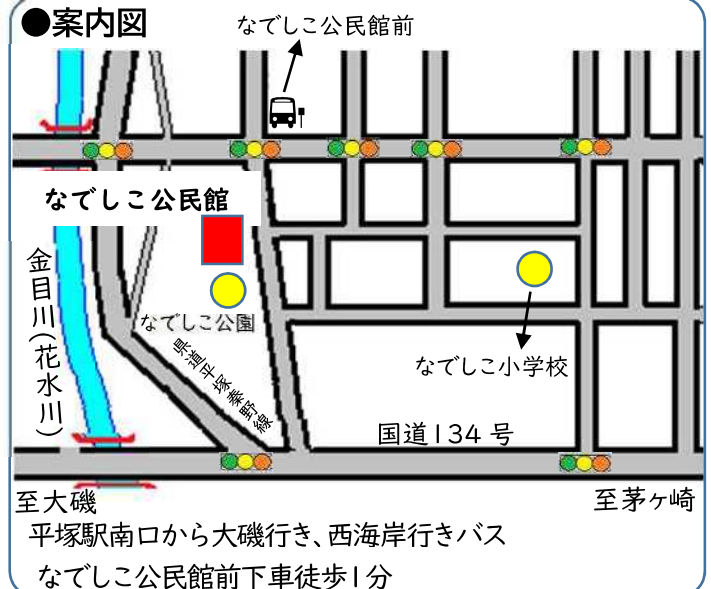 ●案内図
なでしこ公民館前
なでしこ公民館
金目川(花水川)
なでしこ公園
県道平塚秦野線
なでしこ小学校
国道134号
至大磯
至茅ヶ崎
平塚駅南口から大磯行き、西海岸行きバス
なでしこ公民館前下車徒歩1分